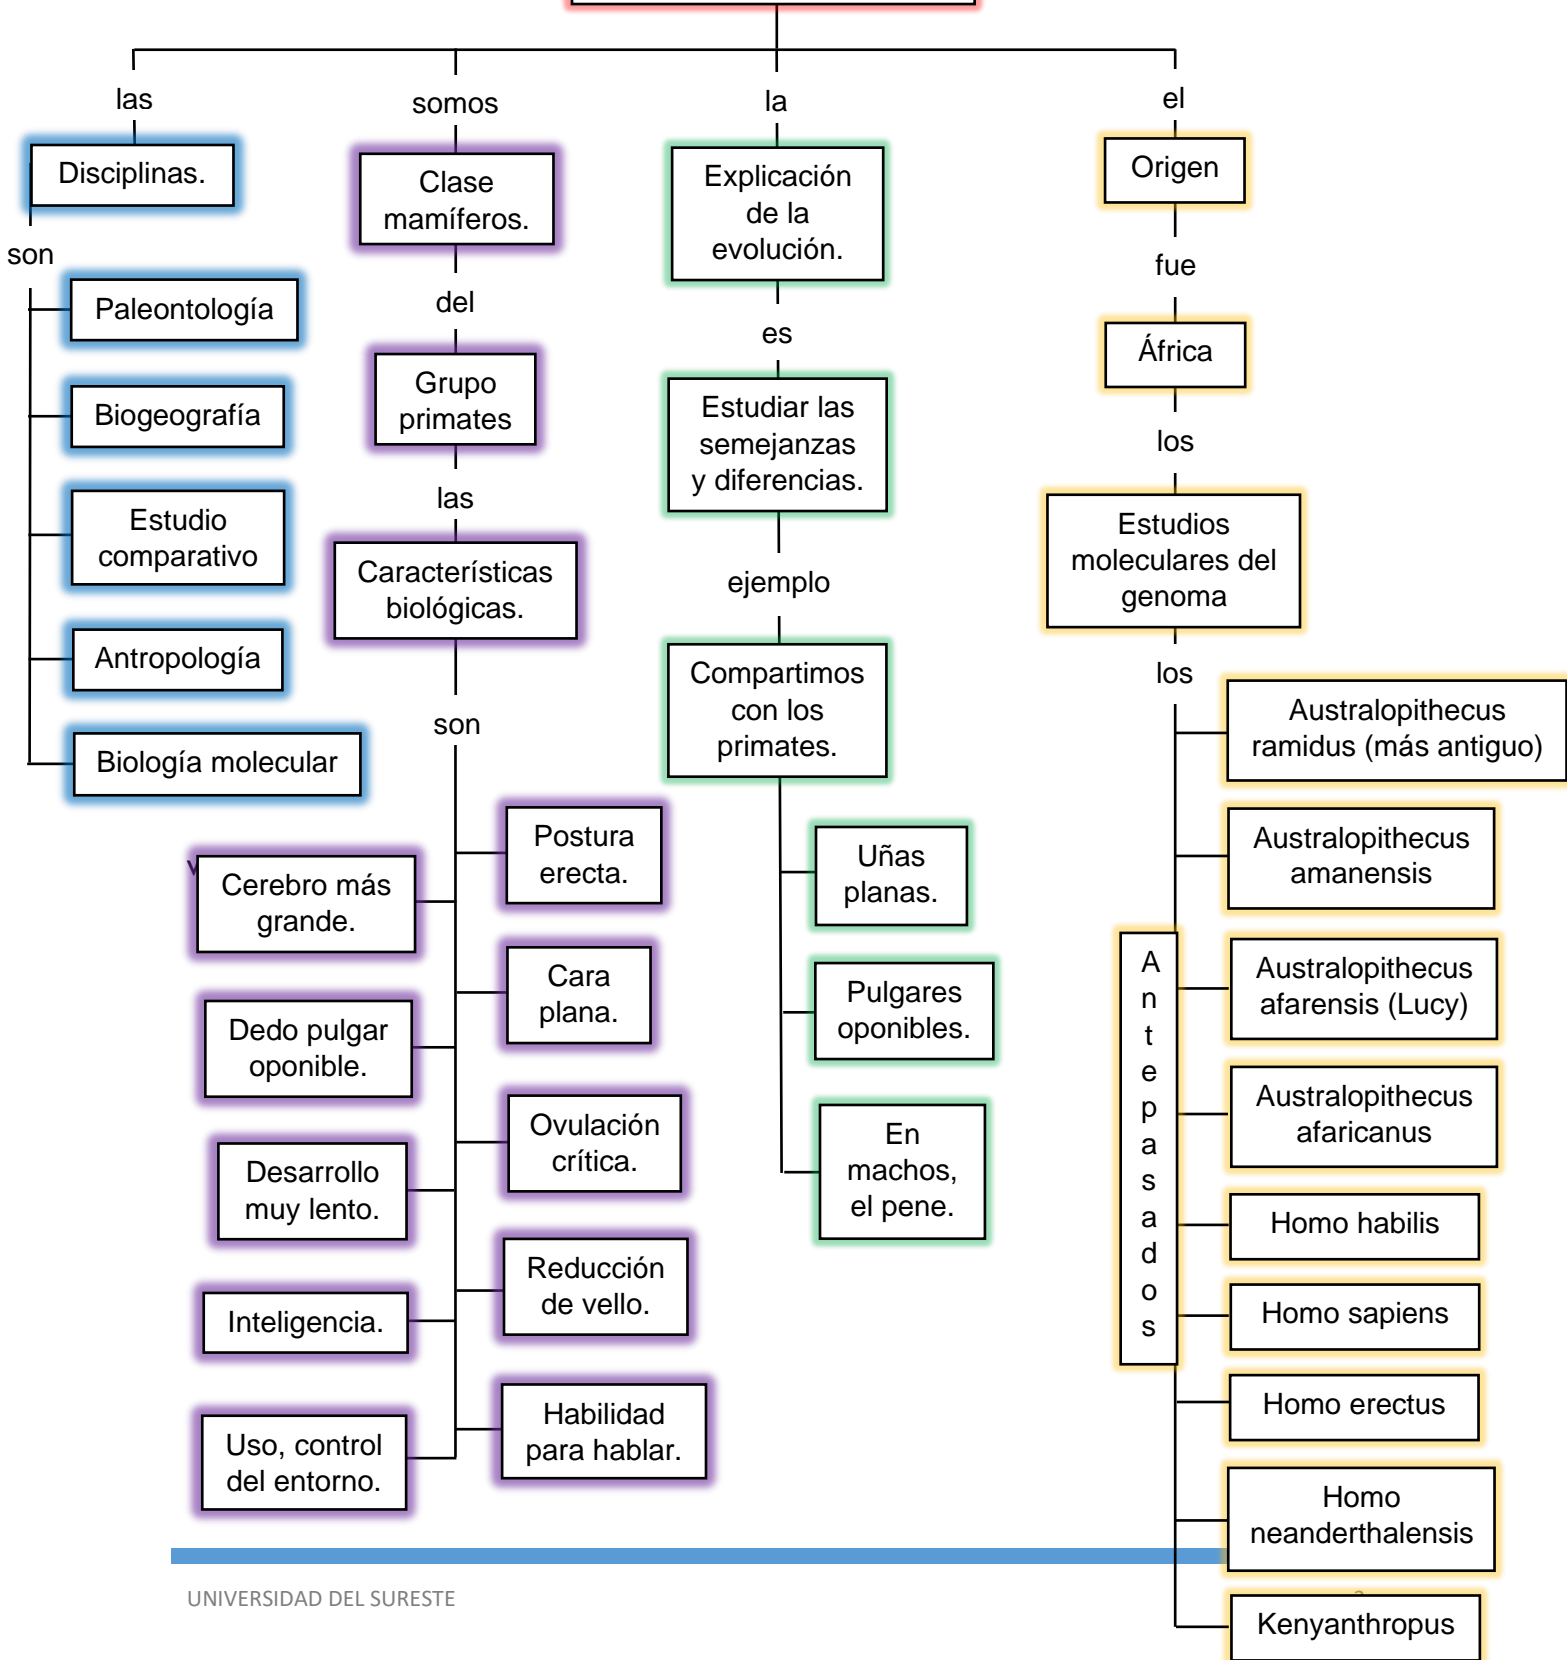 las
Disciplinas.
son
Paleontología
Biogeografía
Estudio
comparativo
Antropología
Biología molecular
somos
Clase
mamíferos.
del
Grupo
primates
las
Características
biológicas.
son
Postura
erecta.
Cerebro más
grande.
Cara
plana.
Dedo pulgar
oponible.
Ovulación
crítica.
Desarrollo
muy lento.
Reducción
de vello.
Inteligencia.
Habilidad
para hablar.
Uso, control
del entorno.
la
Explicación
de la
evolución.
es
Estudiar las
semejanzas
y diferencias.
ejemplo
Compartimos
con los
primates.
Uñas
planas.
Pulgares
oponibles.
En
machos,
el pene.
el
Origen
fue
África
los
Estudios
moleculares del
genoma
los
A
n
t
e
p
a
s
a
d
o
s
Australopithecus
ramidus (más antiguo)
Australopithecus
amanensis
Australopithecus
afarensis (Lucy)
Australopithecus
afaricanus
Homo habilis
Homo sapiens
Homo erectus
Homo
neanderthalensis
Kenyanthropus
UNIVERSIDAD DEL SURESTE